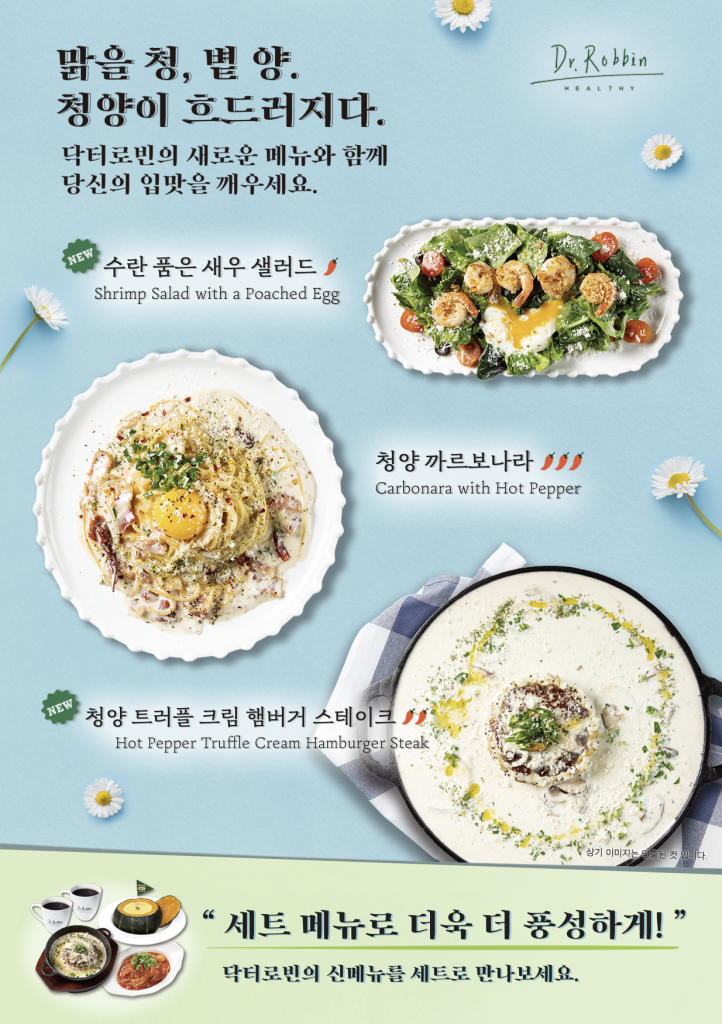 맑을 청, 볕 양.
청양이 흐드러지다.
닥터로빈의 새로운 메뉴와 함께
당신의 입맛을 깨우세요.
Dr. Robbin
HEALTHY
NEW
수란 품은 새우 샐러드
Shrimp Salad with a Poached Egg
청양 까르보나라
Carbonara with Hot Pepper
NEW
청양 트러플 크림 햄버거 스테이크
Hot Pepper Truffle Cream Hamburger Steak
상기 이미지는 연출된 컷 입니다.
“ 세트 메뉴로 더욱 더 풍성하게! ”
닥터로빈의 신메뉴를 세트로 만나보세요.